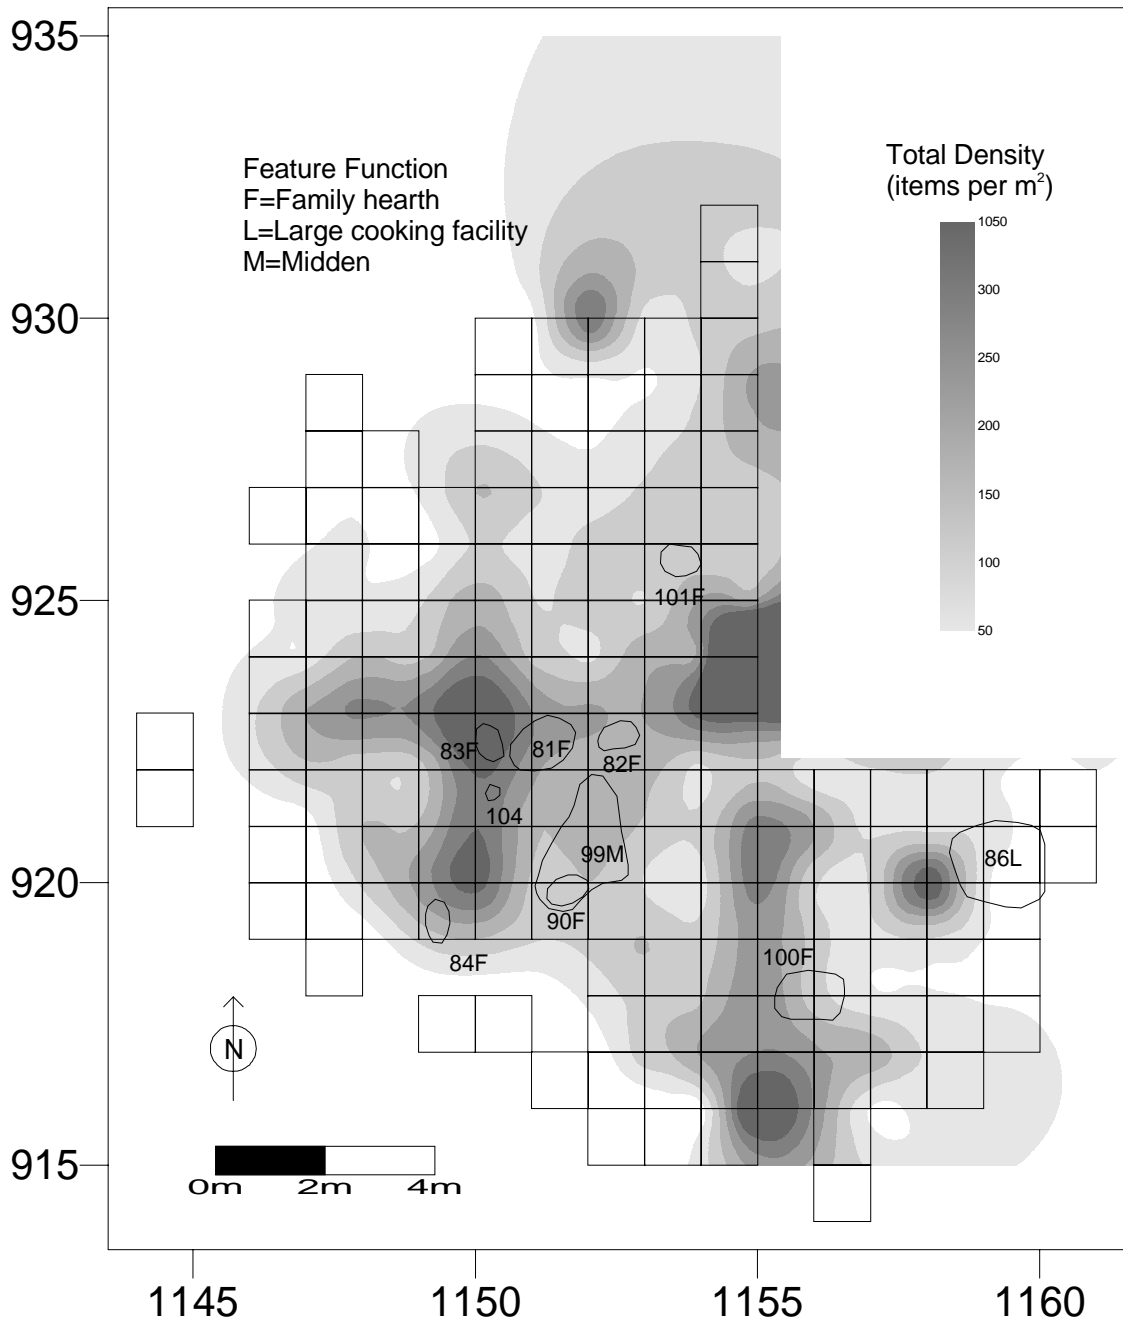 935
Feature Function
F=Family hearth
L=Large cooking facility
M=Midden
Total Density
(items per m²)
1050
300
250
200
150
100
50
930
925
101F
83F
81F
82F
104
99M
86L
920
90F
84F
100F
N
915
0m 2m 4m
1145 1150 1155 1160